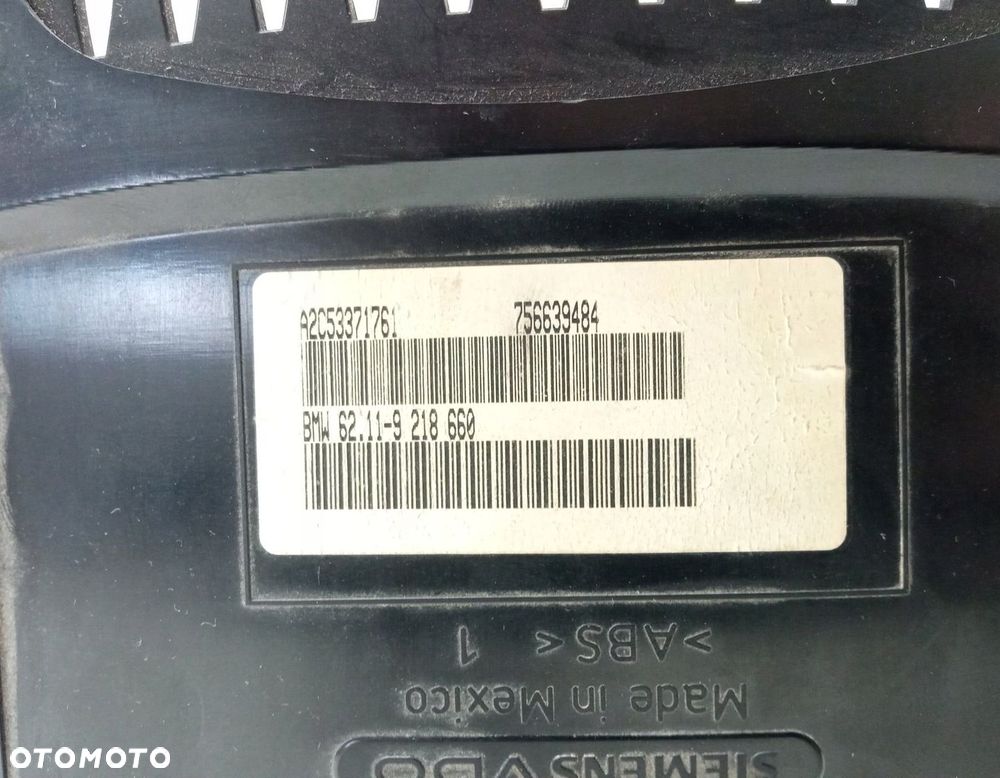 A2C53371761 756639484
BMW 62.11-9 218 660
>ABS< 1
Made in Mexico
SIEMENS VDO
OTOMOTO